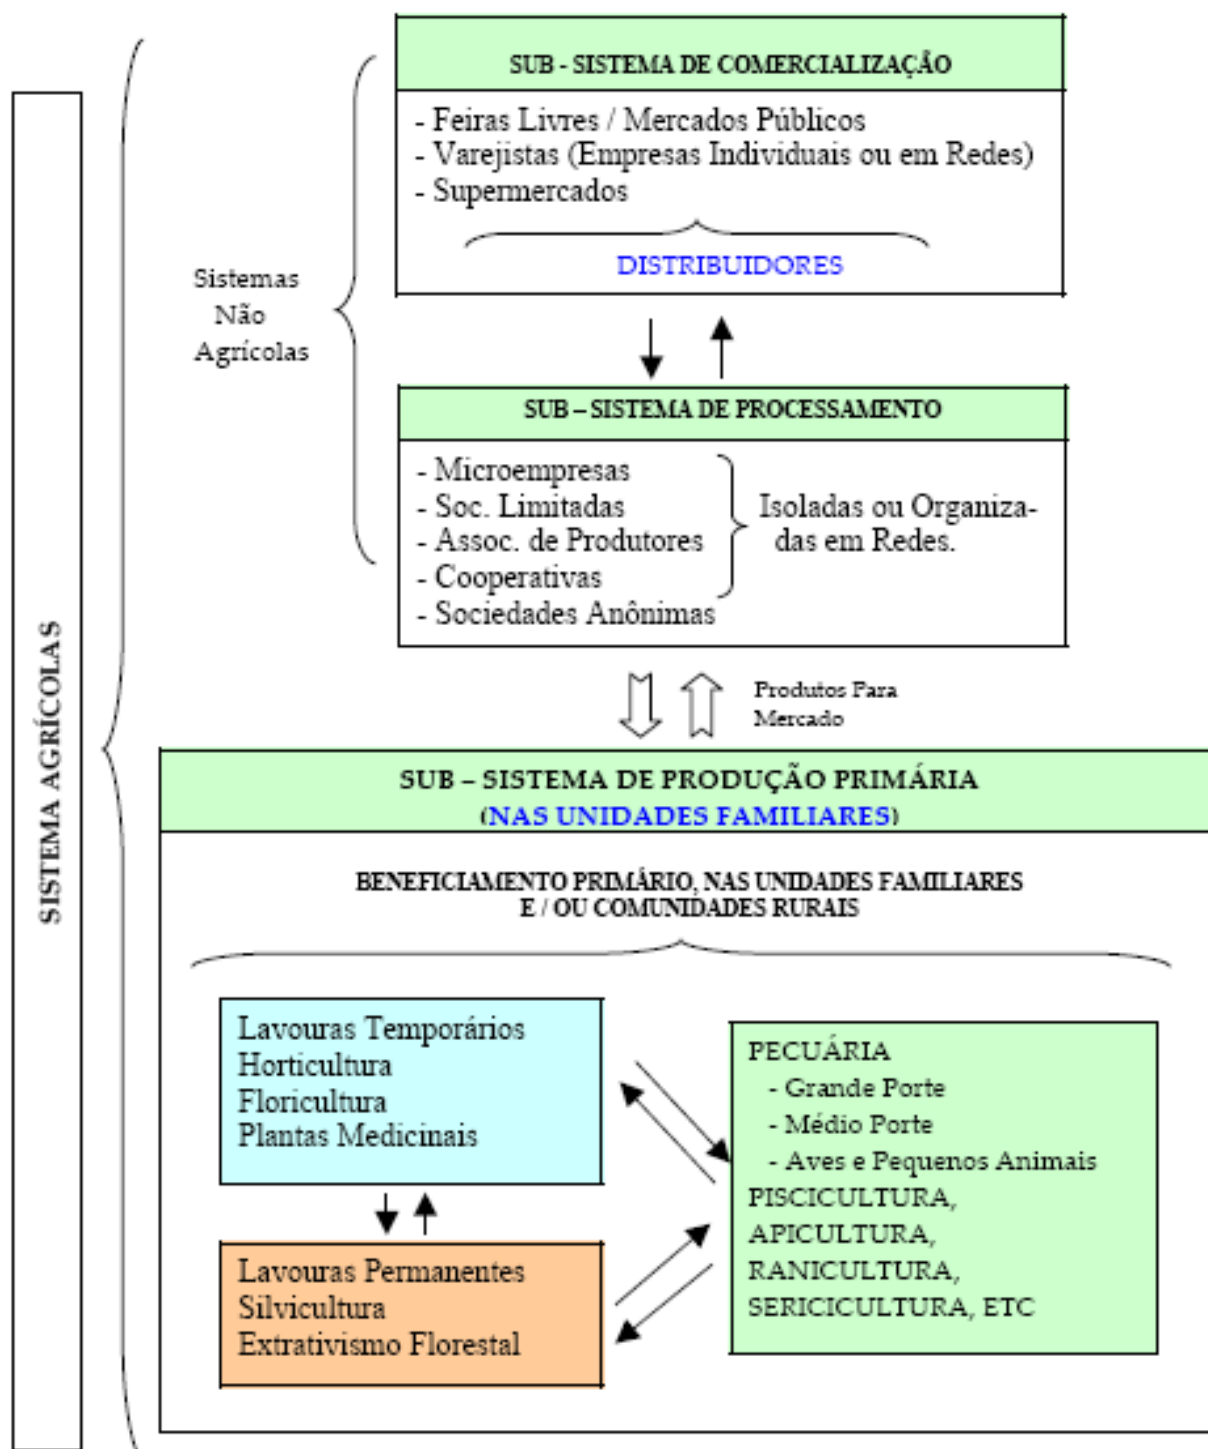 SUB - SISTEMA DE COMERCIALIZAÇÃO
- Feiras Livres / Mercados Públicos
- Varejistas (Empresas Individuais ou em Redes)
- Supermercados
DISTRIBUIDORES
Sistemas
Não
Agrícolas
SUB – SISTEMA DE PROCESSAMENTO
- Microempresas
- Soc. Limitadas
- Assoc. de Produtores
- Cooperativas
- Sociedades Anônimas
Isoladas ou Organiza-
das em Redes.
Produtos Para
Mercado
SISTEMA AGRÍCOLAS
SUB – SISTEMA DE PRODUÇÃO PRIMÁRIA
(NAS UNIDADES FAMILIARES)
BENEFICIAMENTO PRIMÁRIO, NAS UNIDADES FAMILIARES
E / OU COMUNIDADES RURAIS
Lavouras Temporários
Horticultura
Floricultura
Plantas Medicinais
Lavouras Permanentes
Silvicultura
Extrativismo Florestal
PECUÁRIA
- Grande Porte
- Médio Porte
- Aves e Pequenos Animais
PISCICULTURA,
APICULTURA,
RANICULTURA,
SERICICULTURA, ETC